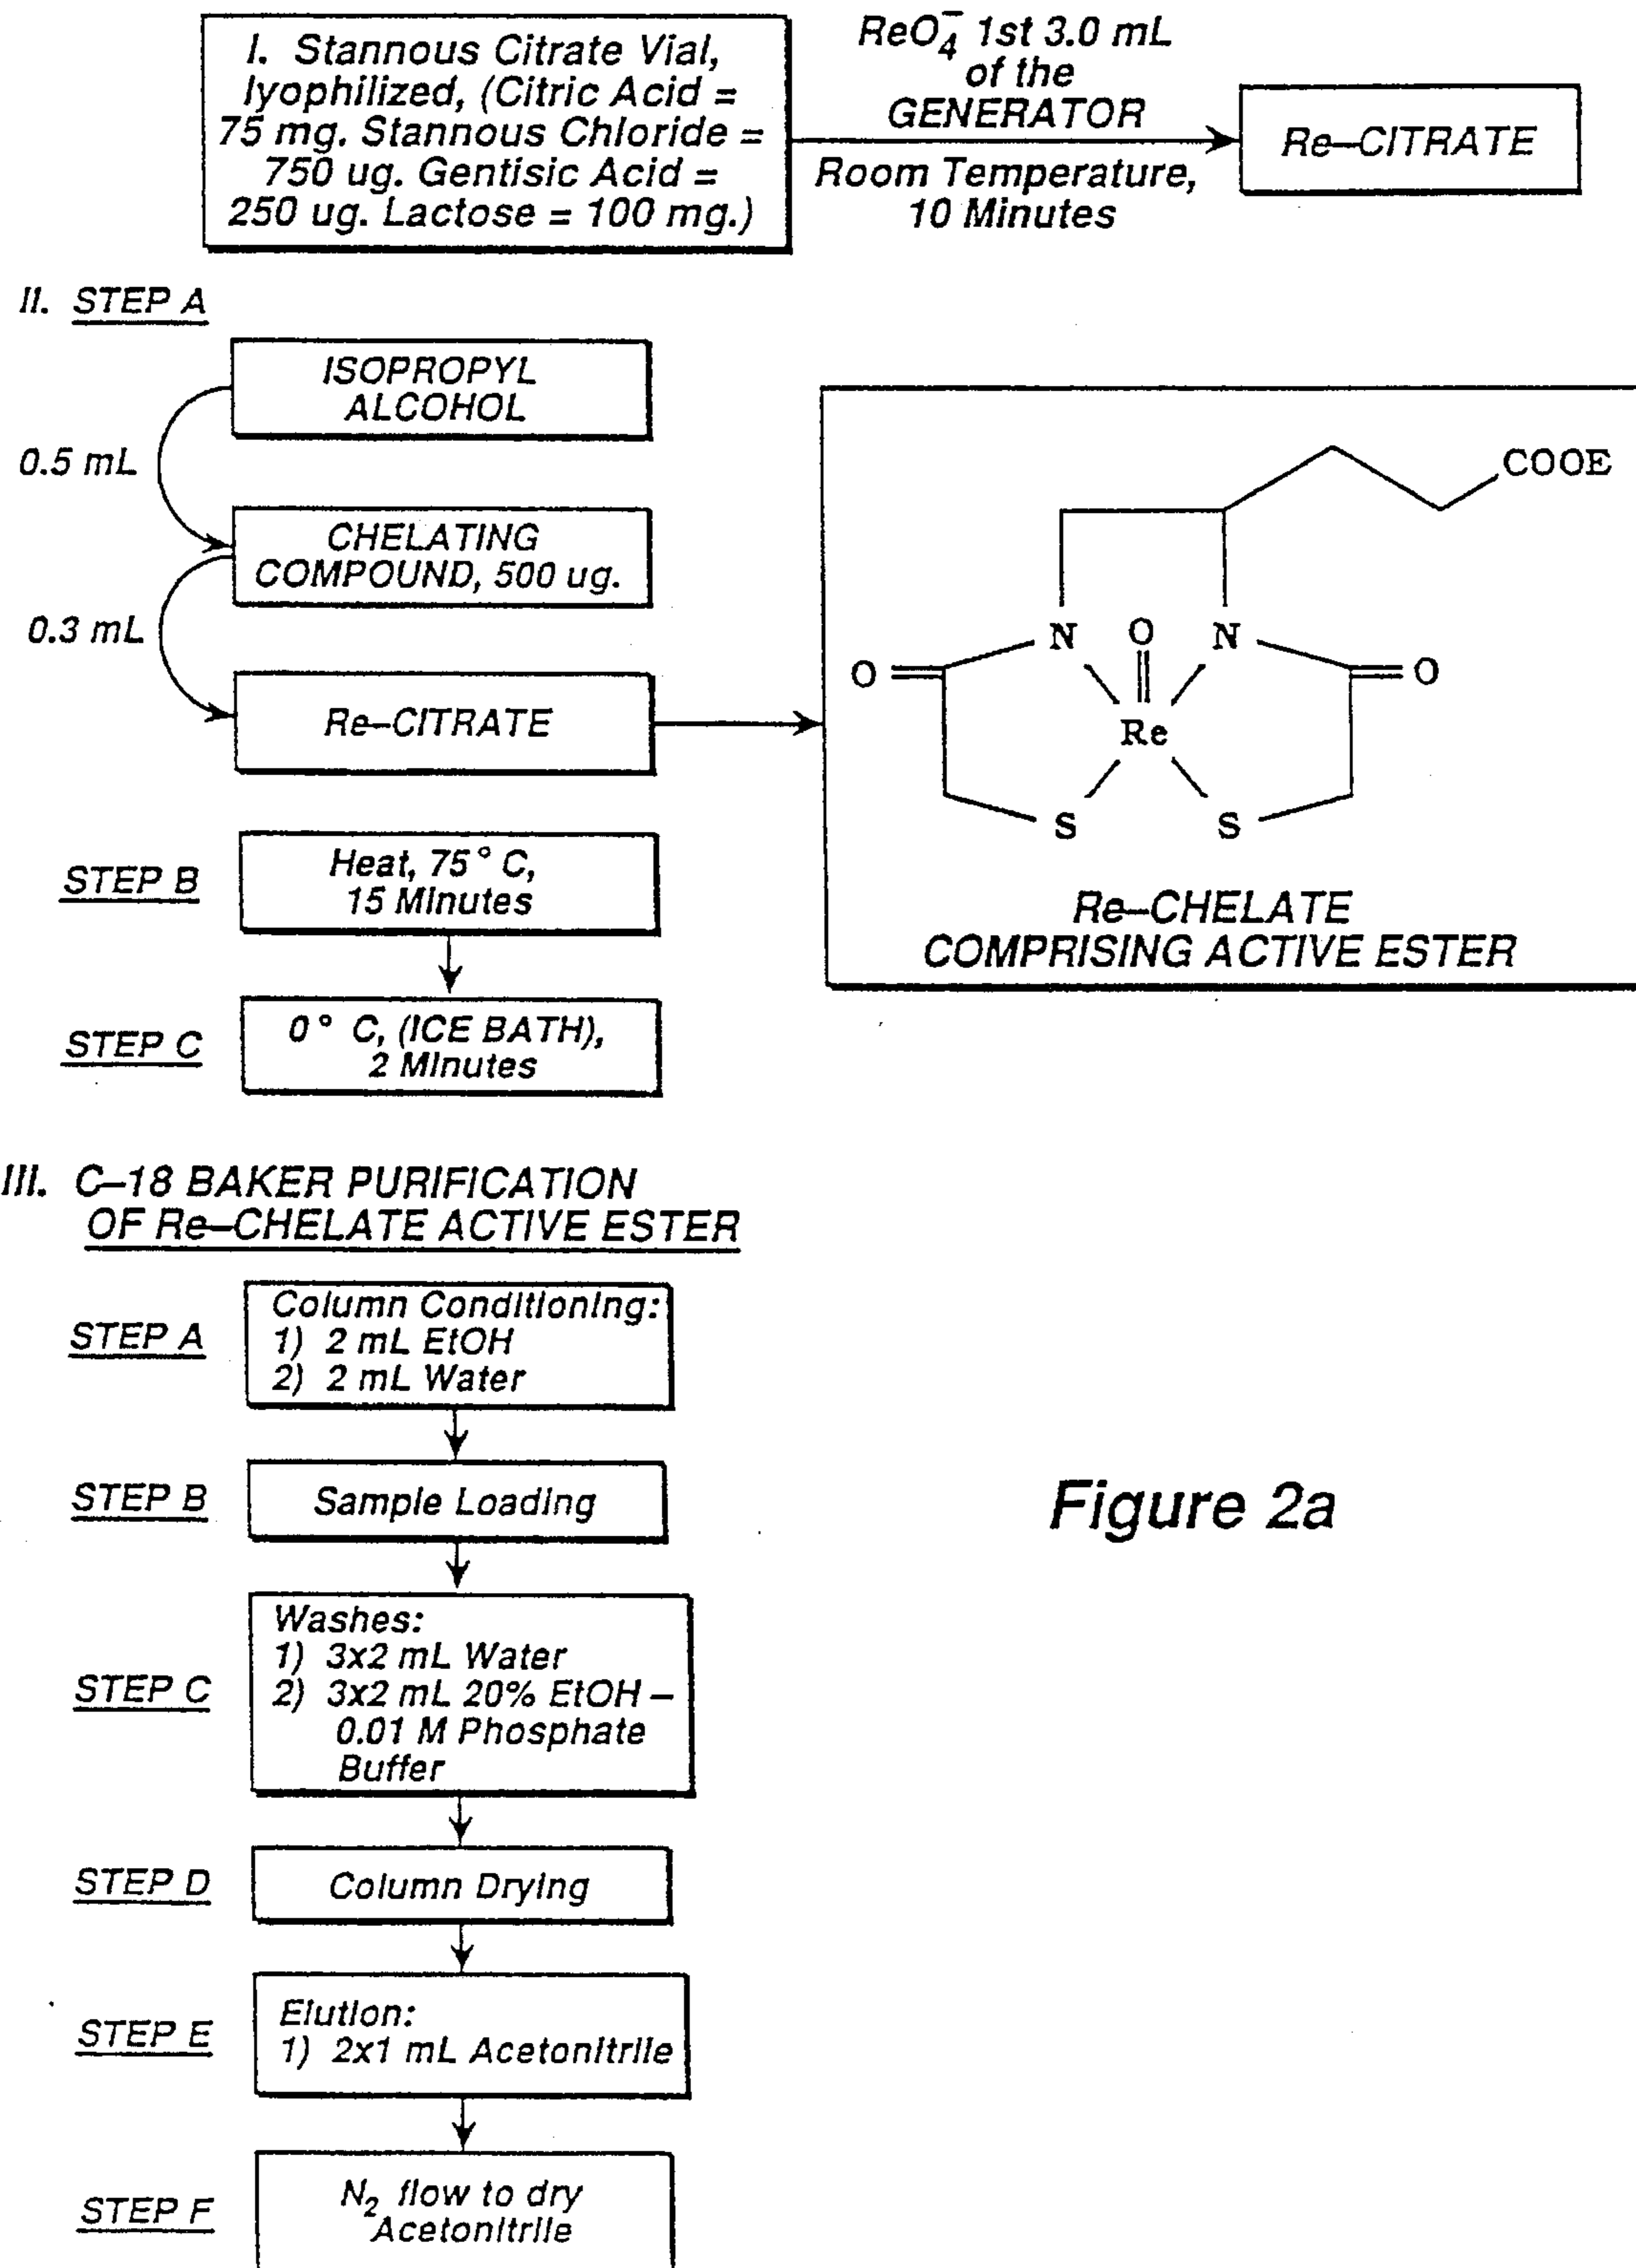 I. Stannous Citrate Vial,
lyophilized, (Citric Acid =
75 mg. Stannous Chloride =
750 ug. Gentisic Acid =
250 ug. Lactose = 100 mg.)
ReO4- 1st 3.0 mL
of the
GENERATOR
Room Temperature,
10 Minutes
Re-CITRATE
II. STEP A
ISOPROPYL
ALCOHOL
0.5 mL
CHELATING
COMPOUND, 500 ug.
0.3 mL
Re-CITRATE
COOE
N O N
O O
Re
S S
Re-CHELATE
COMPRISING ACTIVE ESTER
STEP B
Heat, 75° C,
15 Minutes
STEP C
0° C, (ICE BATH),
2 Minutes
III. C-18 BAKER PURIFICATION
OF Re-CHELATE ACTIVE ESTER
STEP A
Column Conditioning:
1) 2 mL EtOH
2) 2 mL Water
STEP B
Sample Loading
STEP C
Washes:
1) 3x2 mL Water
2) 3x2 mL 20% EtOH –
0.01 M Phosphate
Buffer
STEP D
Column Drying
STEP E
Elution:
1) 2x1 mL Acetonitrile
STEP F
N2 flow to dry
Acetonitrile
Figure 2a